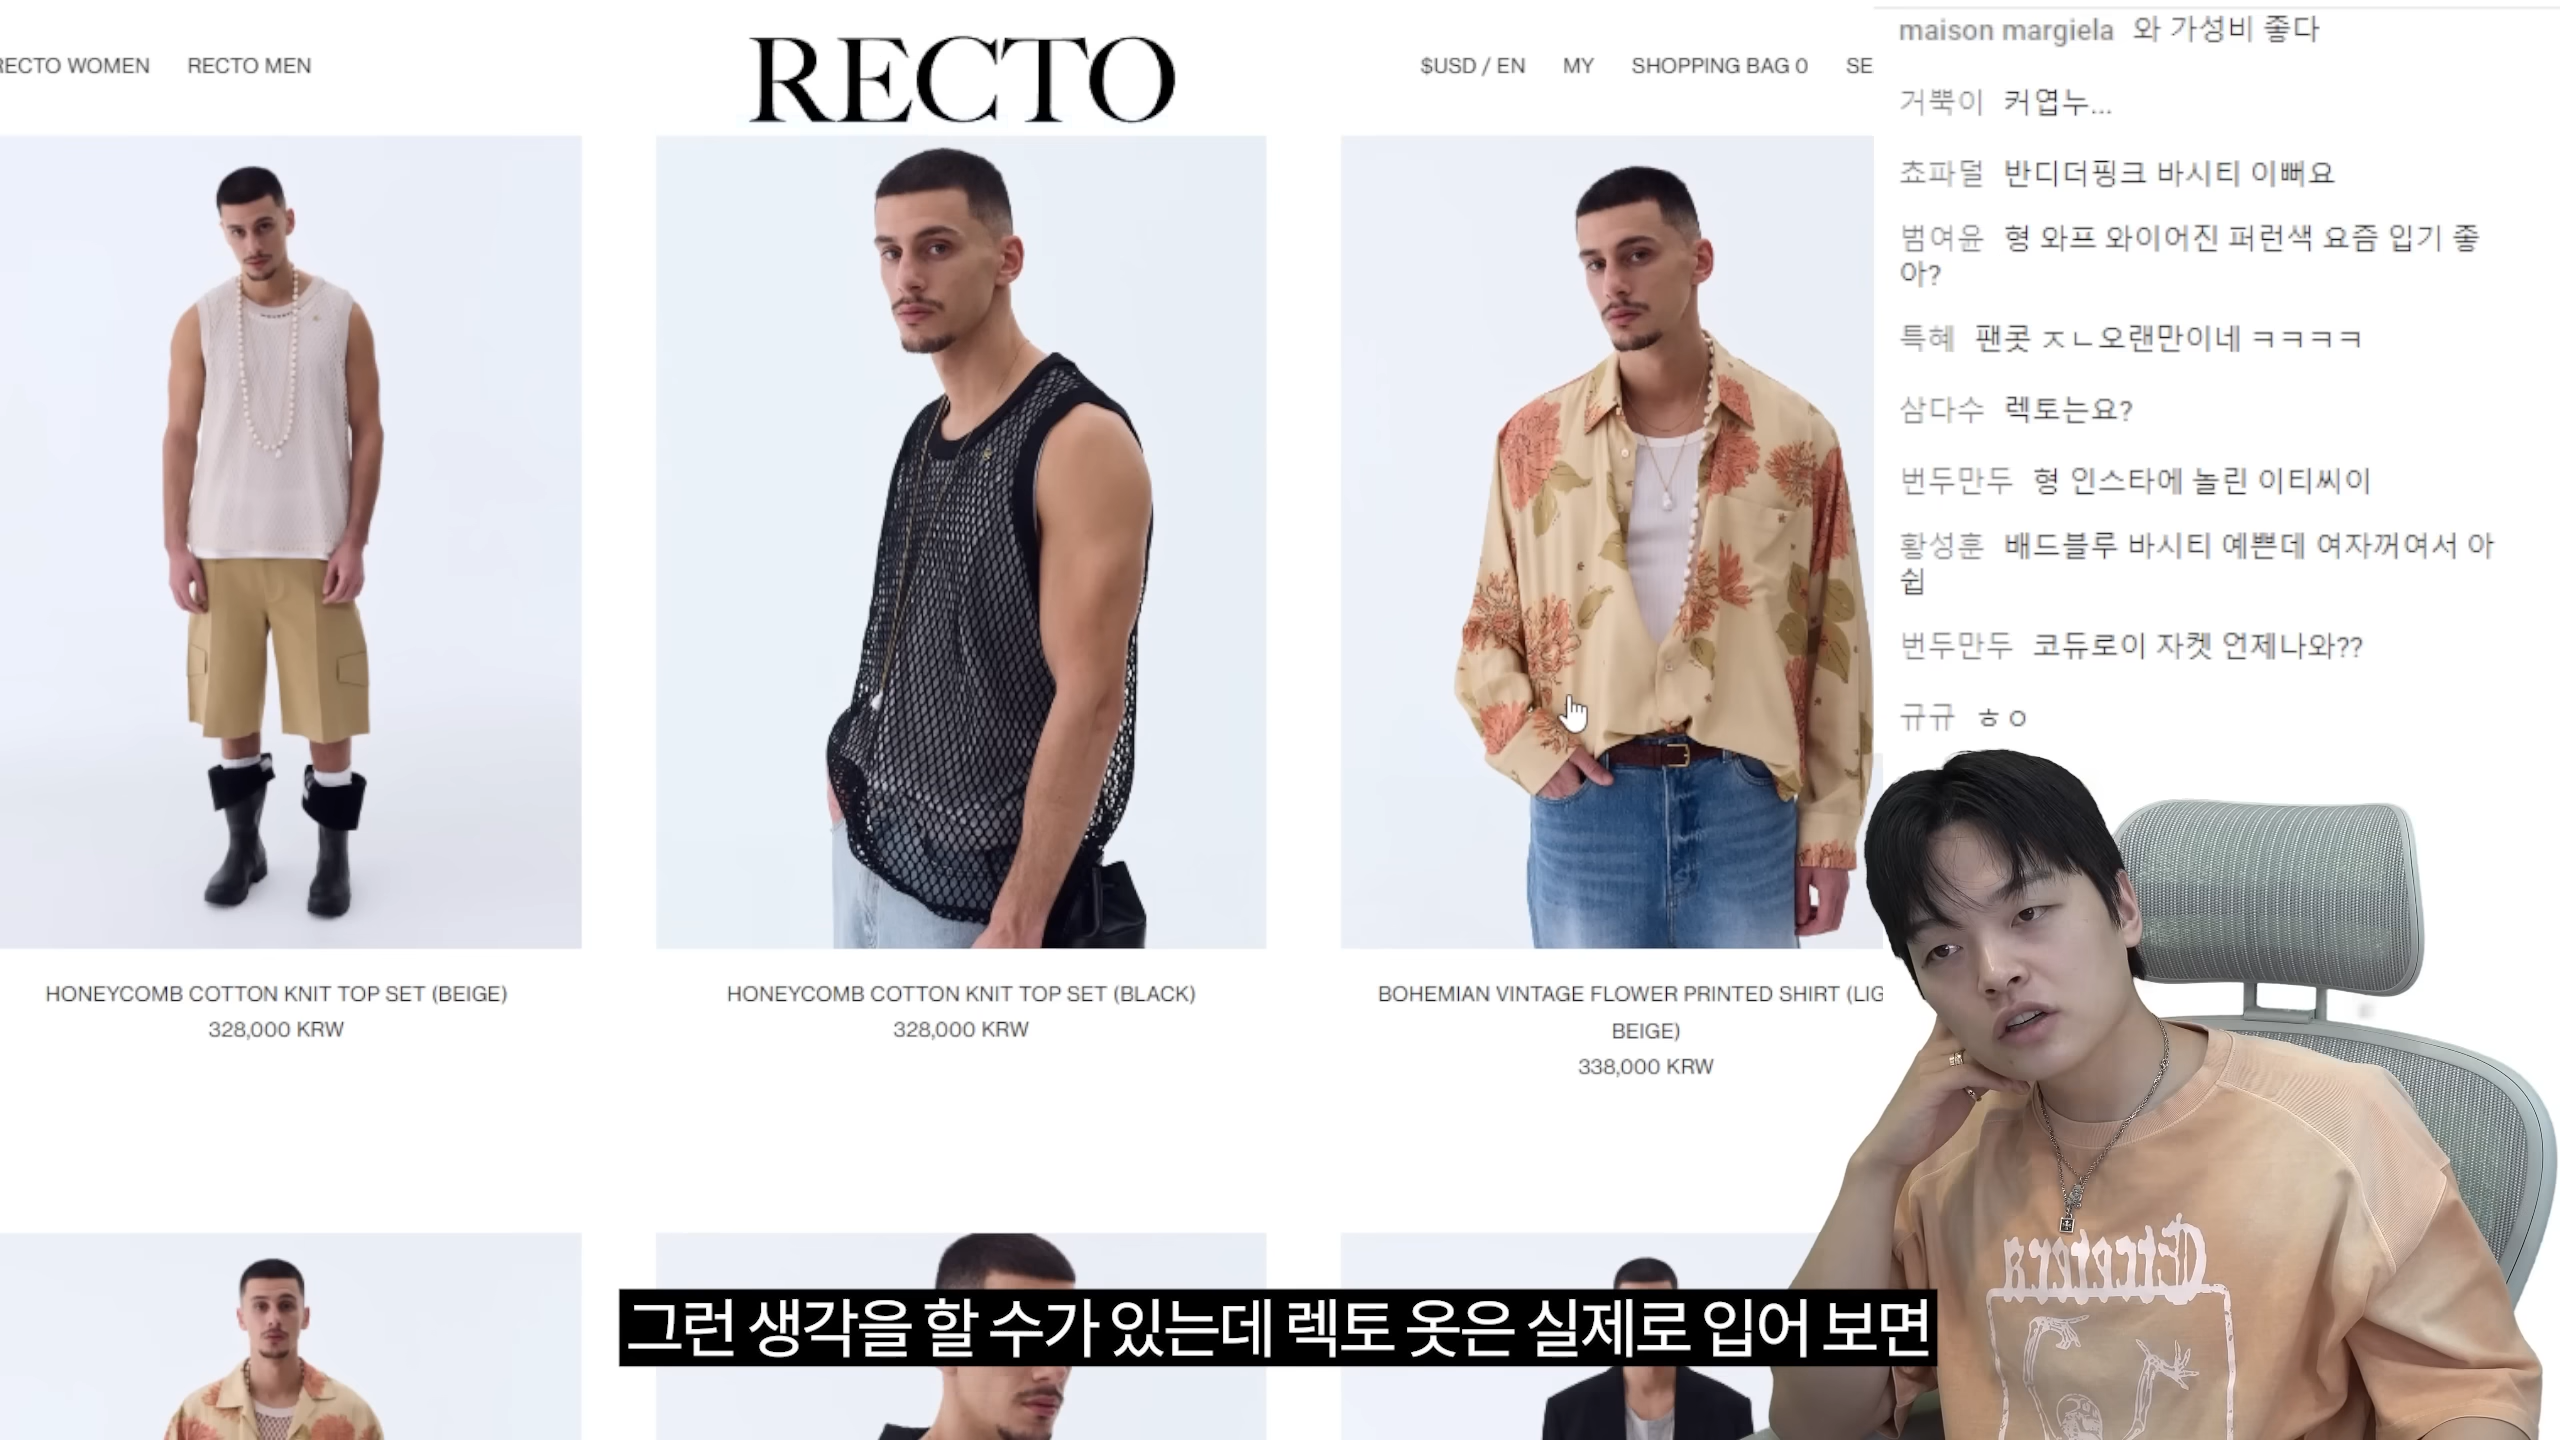 RECTO WOMEN
RECTO MEN
RECTO
$USD / EN
MY
SHOPPING BAG 0
SE
HONEYCOMB COTTON KNIT TOP SET (BEIGE)
328,000 KRW
HONEYCOMB COTTON KNIT TOP SET (BLACK)
328,000 KRW
BOHEMIAN VINTAGE FLOWER PRINTED SHIRT (LIG
BEIGE)
338,000 KRW
maison margiela 와 가성비 좋다
거뿍이 커엽누...
쵸파덜 반디더핑크 바시티 이뻐요
범여윤 형 와프 와이어진 퍼런색 요즘 입기 좋
아?
특혜 팬콧 ㅈㄴ오랜만이네 ㅋㅋㅋㅋ
삼다수 렉토는요?
번두만두 형 인스타에 놀린 이티씨이
황성훈 배드블루 바시티 예쁜데 여자꺼여서 아
쉽
번두만두 코듀로이 자켓 언제나와??
규규 ㅎㅇ
Etcetera
그런 생각을 할 수가 있는데 렉토 옷은 실제로 입어 보면